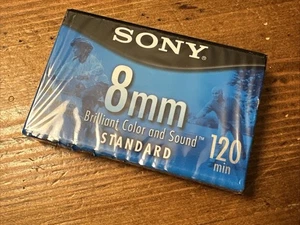 SONY
8mm
Brilliant Color and Sound™
STANDARD
120
min